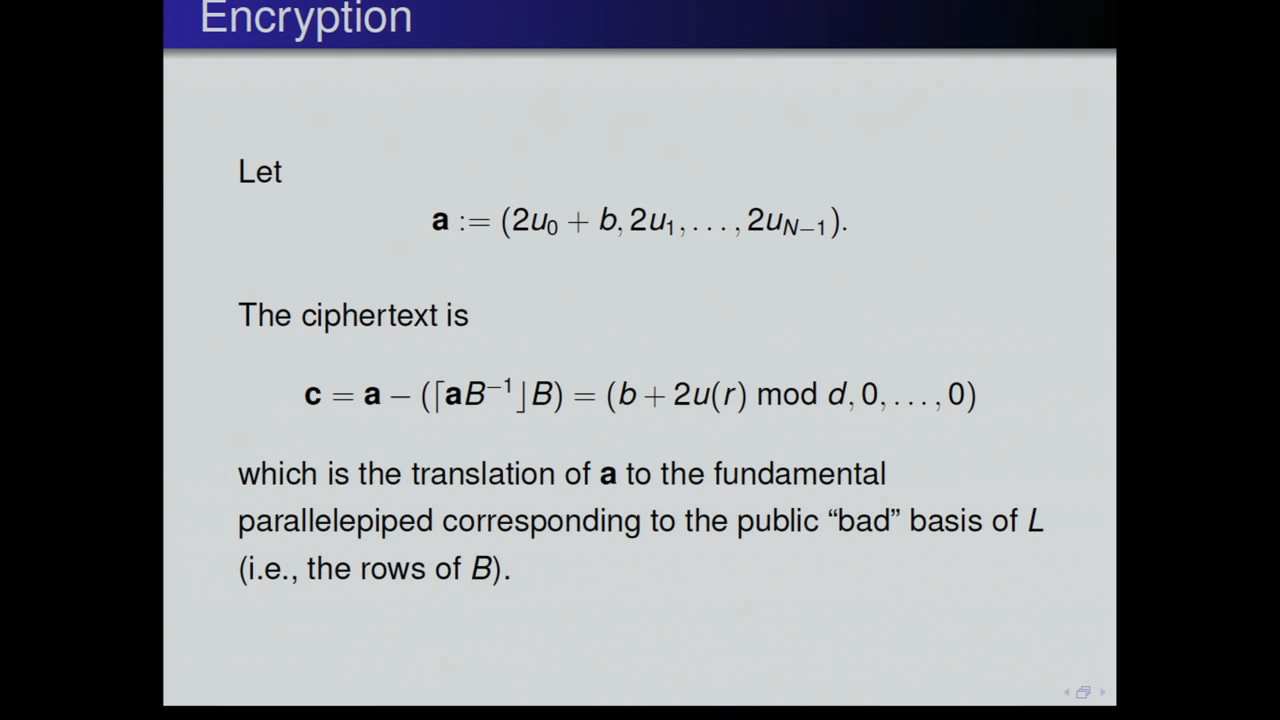 Encryption
Let
a := (2u₀ + b, 2u₁, . . . , 2u_{N−1}).
The ciphertext is
c = a − (⌈aB⁻¹⌋B) = (b + 2u(r) mod d, 0, . . . , 0)
which is the translation of a to the fundamental
parallelepiped corresponding to the public “bad” basis of L
(i.e., the rows of B).